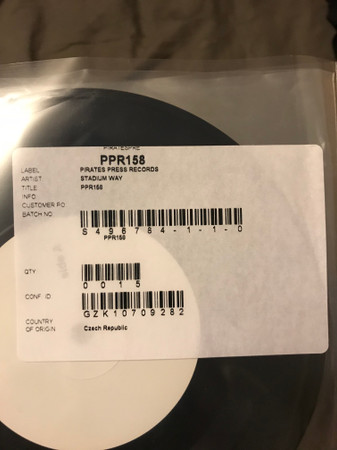 PIRATESPRE
PPR158
LABEL PIRATES PRESS RECORDS
ARTIST STADIUM WAY
TITLE PPR158
INFO
CUSTOMER PO
BATCH NO
S496784-1-1-0
PPR158
QTY
0015
CONF ID
GZK10709282
COUNTRY
OF ORIGIN Czech Republic